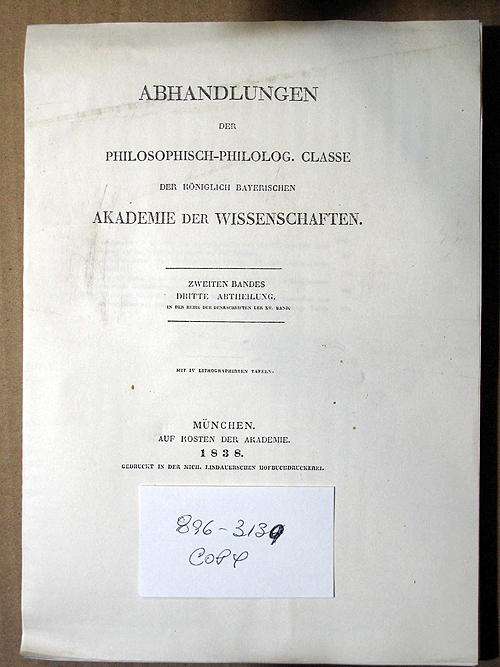 ABHANDLUNGEN
DER
PHILOSOPHISCH-PHILOLOG. CLASSE
DER KÖNIGLICH BAYERISCHEN
AKADEMIE DER WISSENSCHAFTEN.
ZWEITEN BANDES
DRITTE ABTHEILUNG.
IN DER REIHE DER DENKSCHRIFTEN DER XV. BAND.
MIT IV LITHOGRAPHIRTEN TAFELN.
MÜNCHEN.
AUF KOSTEN DER AKADEMIE.
1838.
GEDRUCKT IN DER MICH. LINDAUERSCHEN HOFBUCHDRUCKEREI.
896-3139
COPY